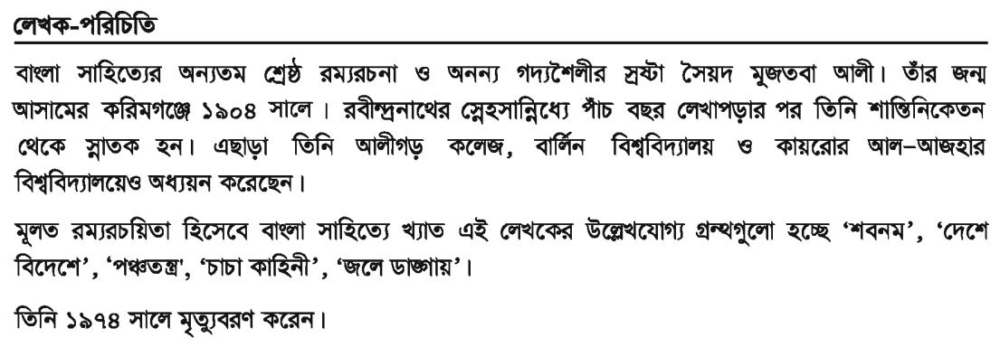 লেখক-পরিচিতি
বাংলা সাহিত্যের অন্যতম শ্রেষ্ঠ রম্যরচনা ও অনন্য গদ্যশৈলীর স্রষ্টা সৈয়দ মুজতবা আলী। তাঁর জন্ম
আসামের করিমগঞ্জে ১৯০৪ সালে । রবীন্দ্রনাথের স্নেহসান্নিধ্যে পাঁচ বছর লেখাপড়ার পর তিনি শান্তিনিকেতন
থেকে স্নাতক হন। এছাড়া তিনি আলীগড় কলেজ, বার্লিন বিশ্ববিদ্যালয় ও কায়রোর আল–আজহার
বিশ্ববিদ্যালয়েও অধ্যয়ন করেছেন।
মূলত রম্যরচয়িতা হিসেবে বাংলা সাহিত্যে খ্যাত এই লেখকের উল্লেখযোগ্য গ্রন্থগুলো হচ্ছে ‘শবনম’, ‘দেশে
বিদেশে’, ‘পঞ্চতন্ত্র', ‘চাচা কাহিনী’, ‘জলে ডাঙ্গায়’।
তিনি ১৯৭৪ সালে মৃত্যুবরণ করেন।